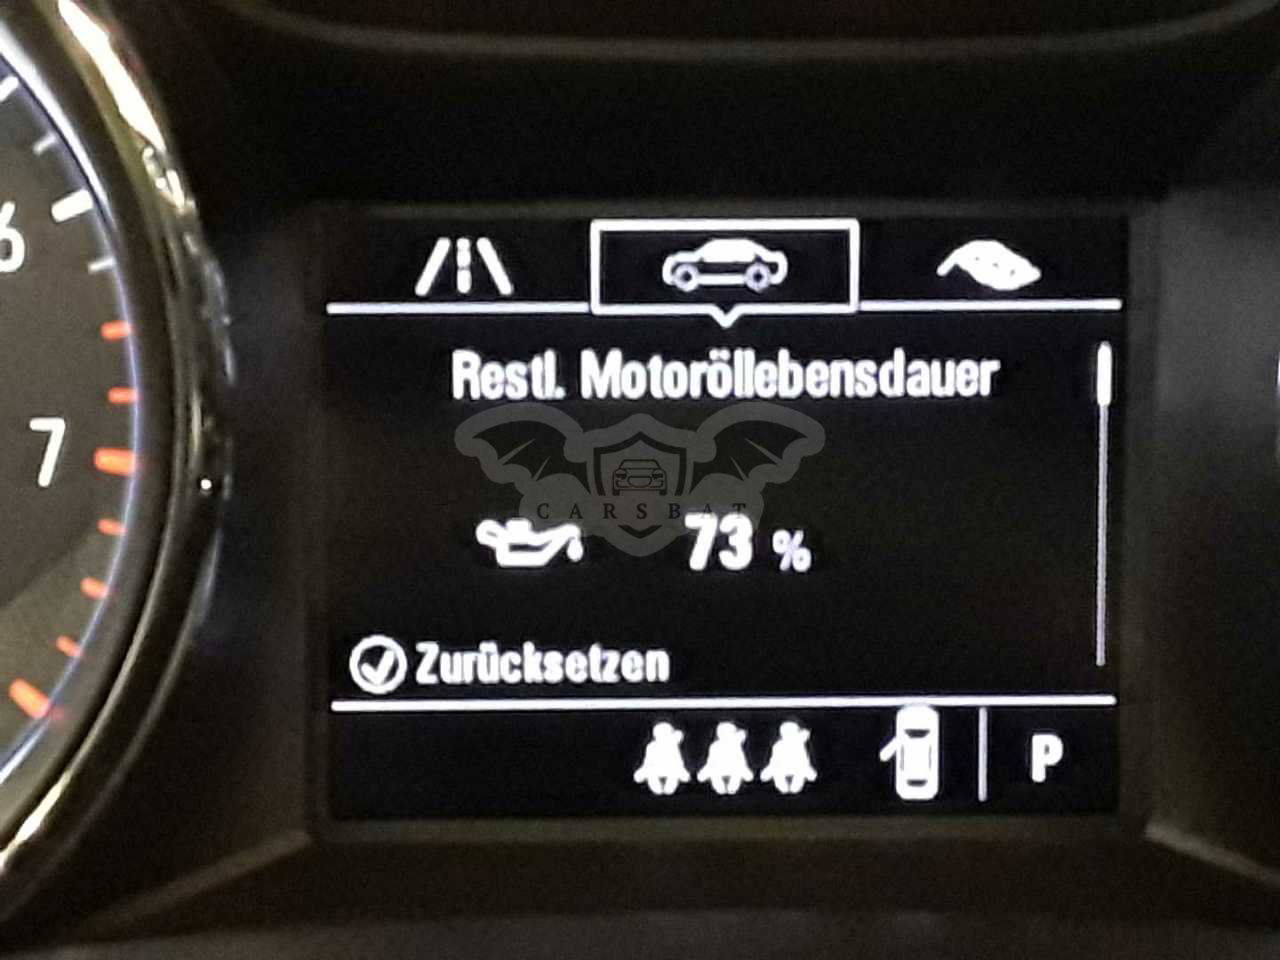 6
Restl. Motoröllebensdauer
CARSBAT
7
73 %
Zurücksetzen
P